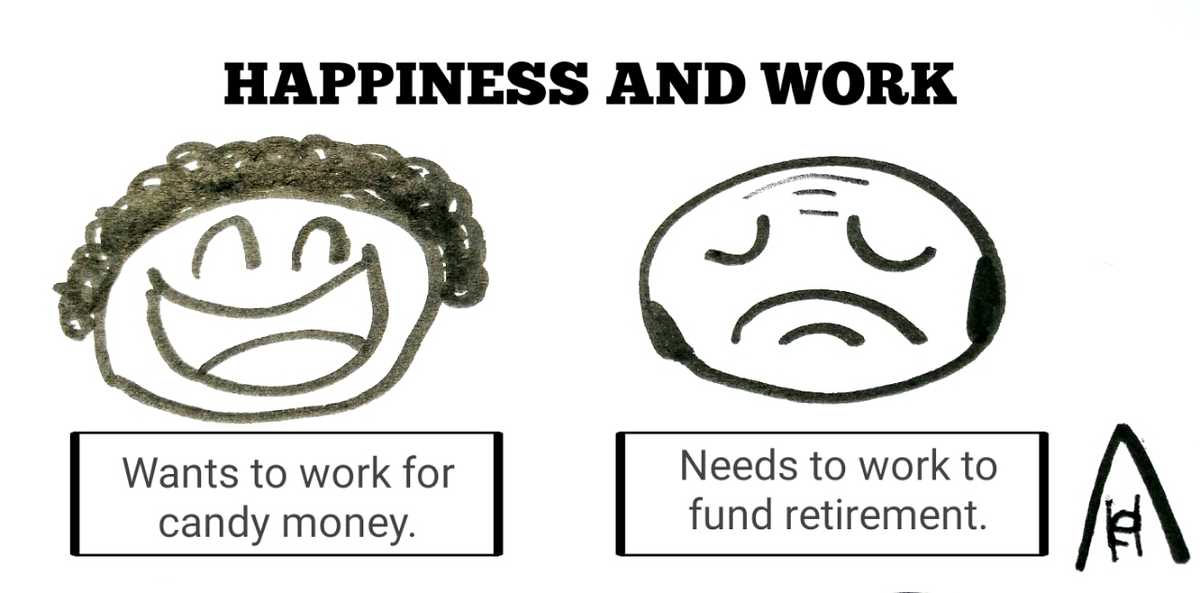 HAPPINESS AND WORK
Wants to work for
candy money.
Needs to work to
fund retirement.